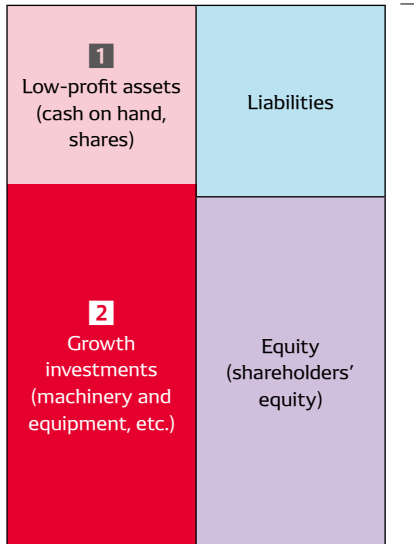 1
Low-profit assets
(cash on hand,
shares)
Liabilities
2
Growth
investments
(machinery and
equipment, etc.)
Equity
(shareholders'
equity)